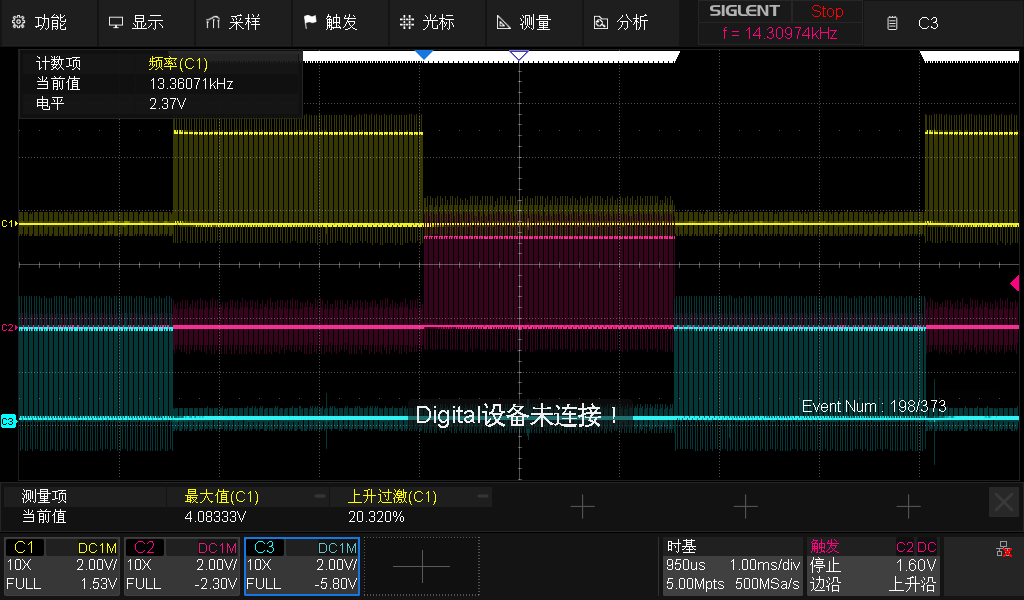 功能 显示 采样 触发 光标 测量 分析 SIGLENT Stop C3
f = 14.30974kHz
计数项 频率(C1)
当前值 13.36071kHz
电平 2.37V
C1
C2
Event Num : 198/373
Digital设备未连接！
C3
测量项 最大值(C1) 上升过激(C1)
当前值 4.08333V 20.320%
C1 DC1M C2 DC1M C3 DC1M 时基 触发 C2 DC
10X 2.00V/ 10X 2.00V/ 10X 2.00V/ 950us 1.00ms/div 停止 1.60V
FULL 1.53V FULL -2.30V FULL -5.80V 5.00Mpts 500MSa/s 边沿 上升沿